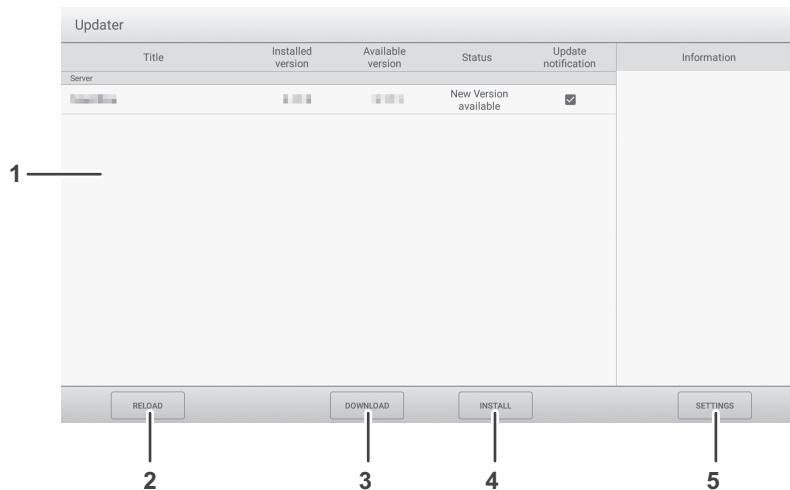 Updater
Title
Installed version
Available version
Status
Update notification
Information
Server
New Version available
1
RELOAD
DOWNLOAD
INSTALL
SETTINGS
2
3
4
5